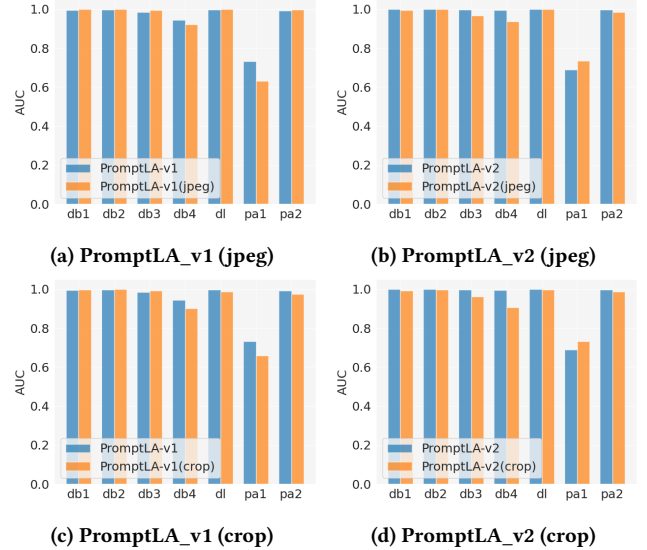 1.0
0.8
0.6
0.4
0.2
0.0
AUC
PromptLA-v1
PromptLA-v1(jpeg)
db1 db2 db3 db4 dl pa1 pa2
(a) PromptLA_v1 (jpeg)
1.0
0.8
0.6
0.4
0.2
0.0
AUC
PromptLA-v2
PromptLA-v2(jpeg)
db1 db2 db3 db4 dl pa1 pa2
(b) PromptLA_v2 (jpeg)
1.0
0.8
0.6
0.4
0.2
0.0
AUC
PromptLA-v1
PromptLA-v1(crop)
db1 db2 db3 db4 dl pa1 pa2
(c) PromptLA_v1 (crop)
1.0
0.8
0.6
0.4
0.2
0.0
AUC
PromptLA-v2
PromptLA-v2(crop)
db1 db2 db3 db4 dl pa1 pa2
(d) PromptLA_v2 (crop)